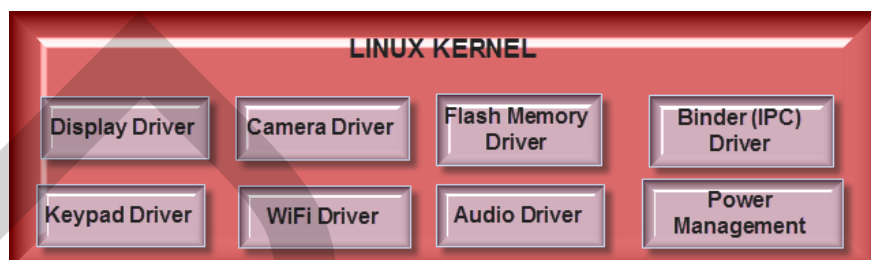 LINUX KERNEL
Display Driver
Camera Driver
Flash Memory
Driver
Binder (IPC)
Driver
Keypad Driver
WiFi Driver
Audio Driver
Power
Management